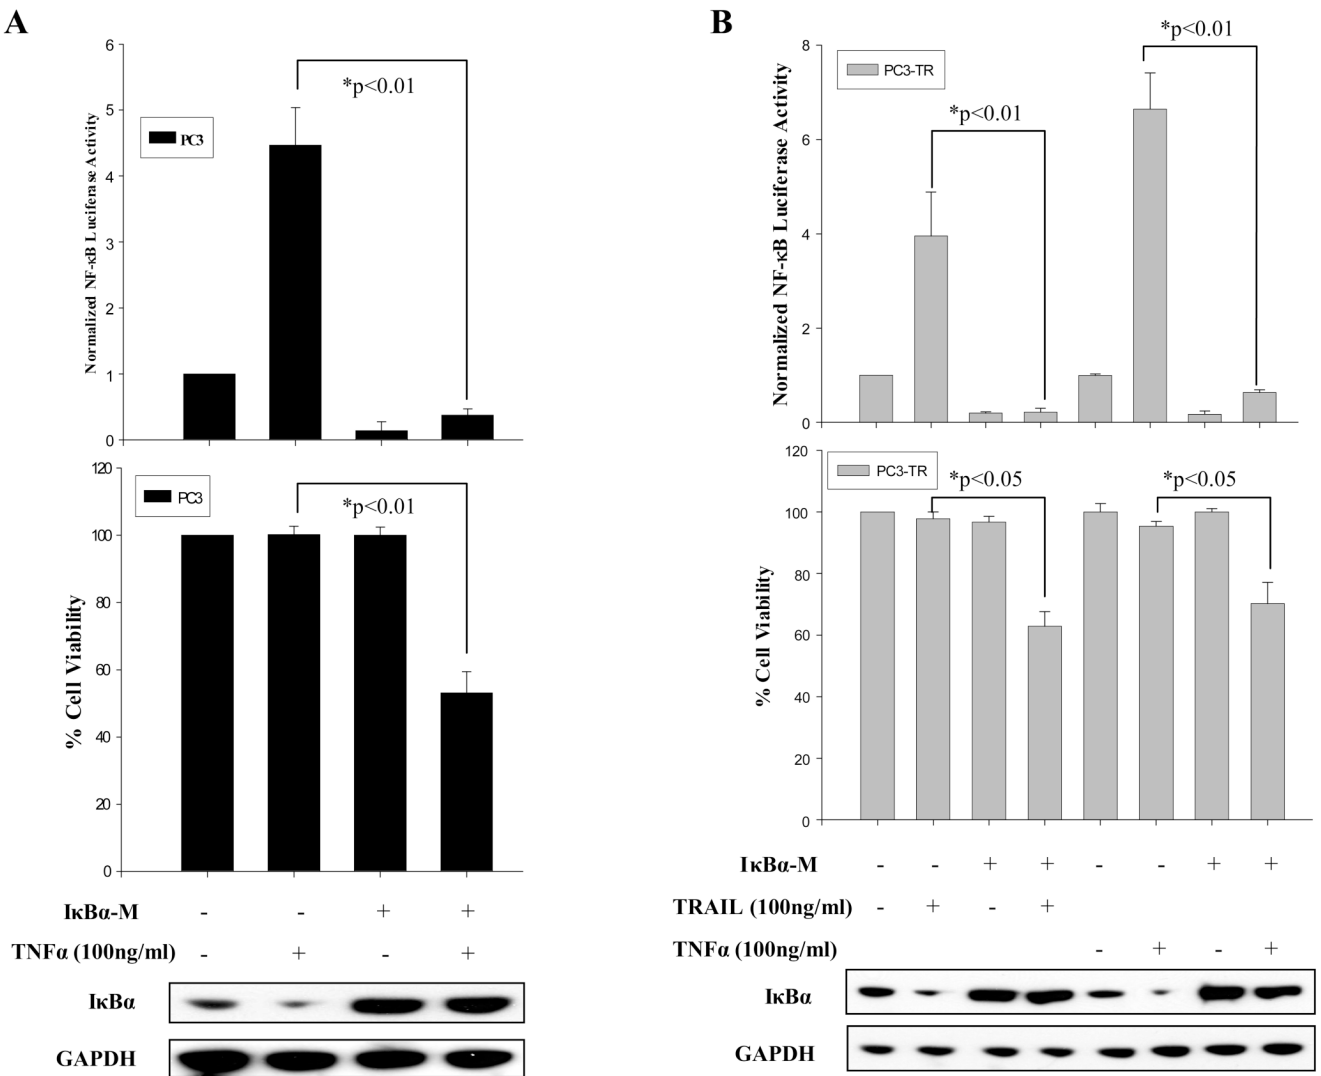 A
6
5
4
3
2
1
0
Normalized NF-κB Luciferase Activity
PC3
*p<0.01
120
100
80
60
40
20
0
% Cell Viability
PC3
*p<0.01
IκBα-M - - + +
TNFα (100ng/ml) - + - +
IκBα
GAPDH
B
8
6
4
2
0
Normalized NF-κB Luciferase Activity
PC3-TR
*p<0.01
*p<0.01
120
100
80
60
40
20
0
% Cell Viability
PC3-TR
*p<0.05
*p<0.05
IκBα-M - - + + - - + +
TRAIL (100ng/ml) - + - +
TNFα (100ng/ml) - + - +
IκBα
GAPDH